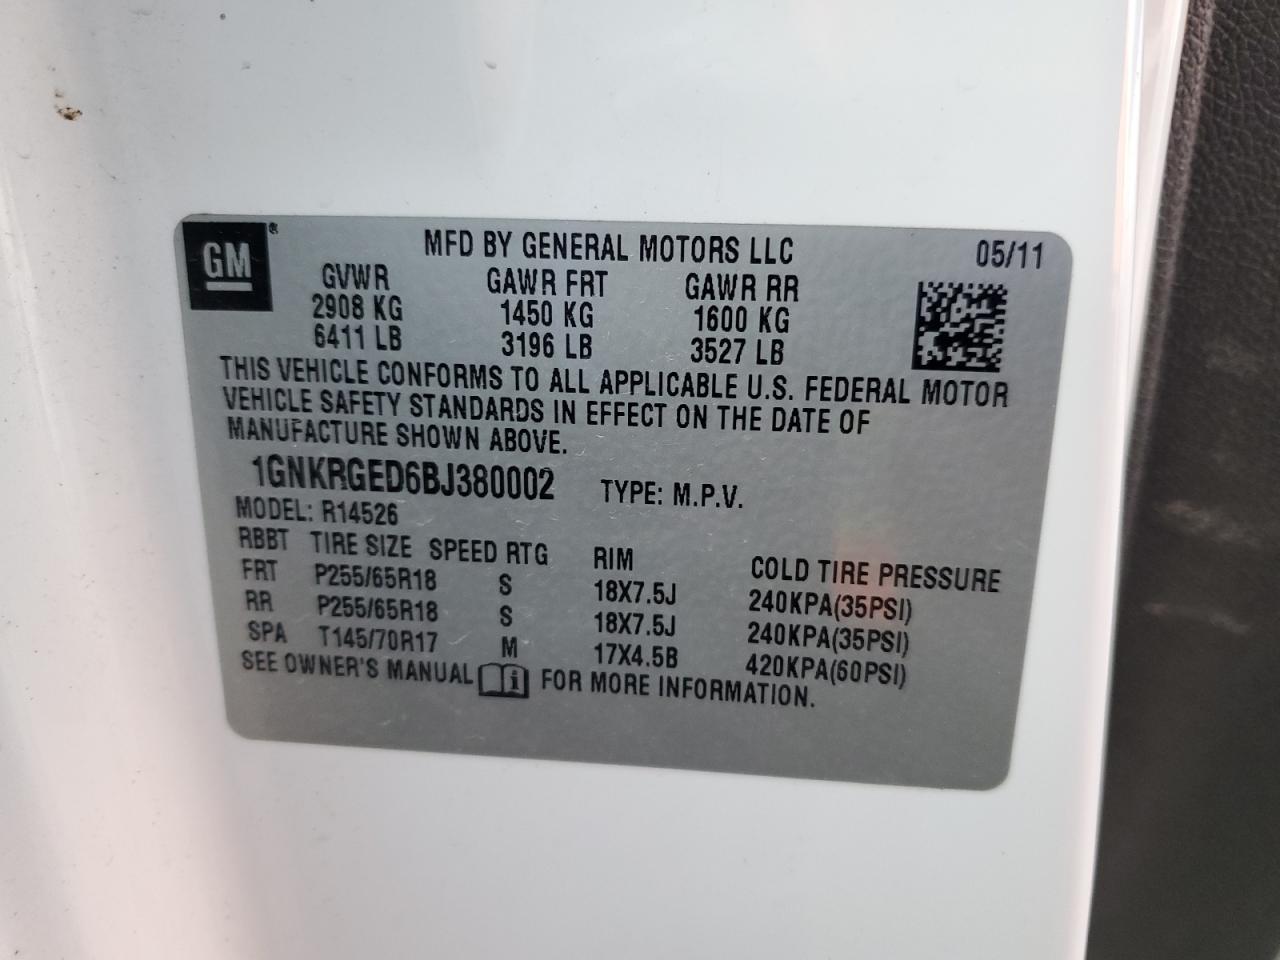 GM®
MFD BY GENERAL MOTORS LLC 05/11
GVWR GAWR FRT GAWR RR
2908 KG 1450 KG 1600 KG
6411 LB 3196 LB 3527 LB
THIS VEHICLE CONFORMS TO ALL APPLICABLE U.S. FEDERAL MOTOR
VEHICLE SAFETY STANDARDS IN EFFECT ON THE DATE OF
MANUFACTURE SHOWN ABOVE.
1GNKRGED6BJ380002 TYPE: M.P.V.
MODEL: R14526
RBBT TIRE SIZE SPEED RTG RIM COLD TIRE PRESSURE
FRT P255/65R18 S 18X7.5J 240KPA(35PSI)
RR P255/65R18 S 18X7.5J 240KPA(35PSI)
SPA T145/70R17 M 17X4.5B 420KPA(60PSI)
SEE OWNER'S MANUAL FOR MORE INFORMATION.